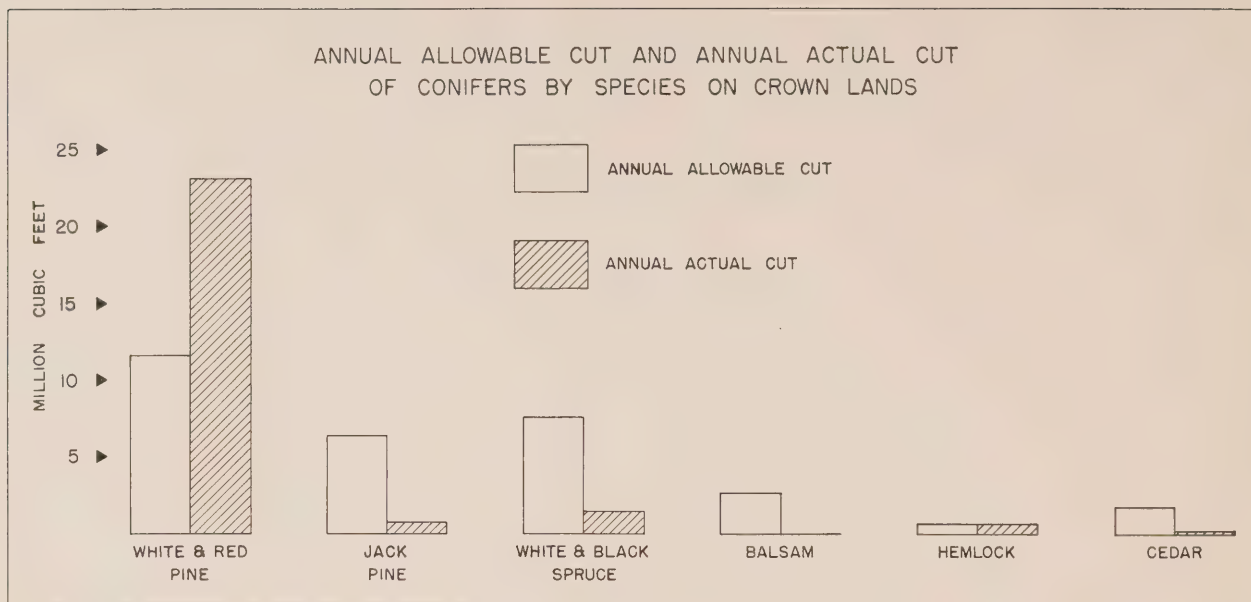 ANNUAL ALLOWABLE CUT AND ANNUAL ACTUAL CUT
OF CONIFERS BY SPECIES ON CROWN LANDS
MILLION CUBIC FEET
25
20
15
10
5
ANNUAL ALLOWABLE CUT
ANNUAL ACTUAL CUT
WHITE & RED
PINE
JACK
PINE
WHITE & BLACK
SPRUCE
BALSAM
HEMLOCK
CEDAR